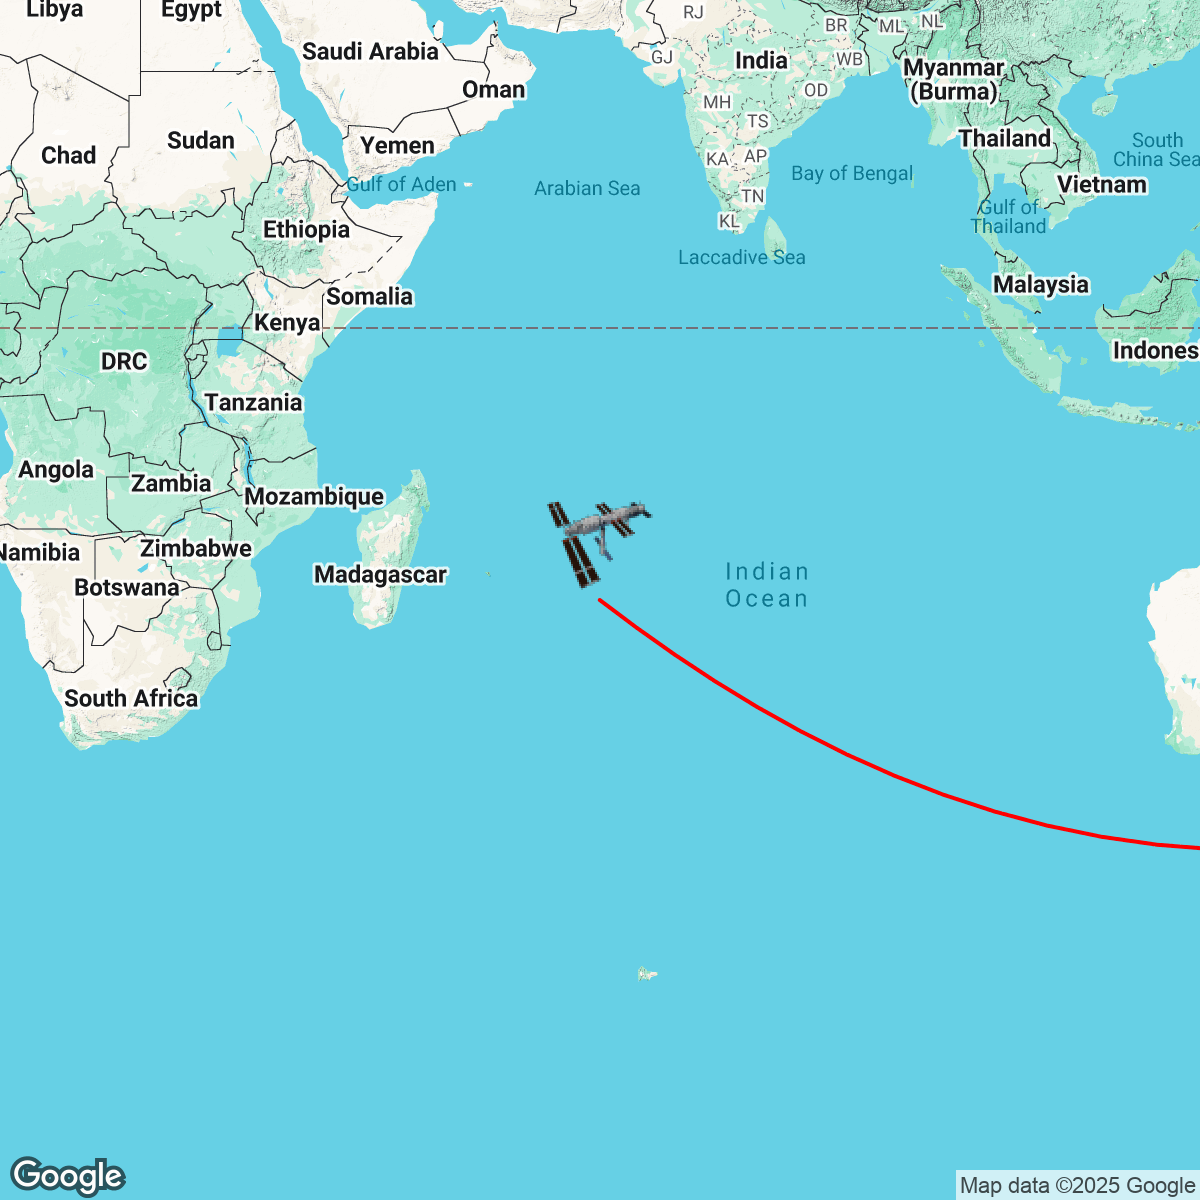 Libya
Egypt
RJ
BR
ML
NL
Saudi Arabia
GJ
India
WB
Myanmar
(Burma)
Oman
OD
MH
TS
Sudan
Yemen
Thailand
South
China Sea
Chad
KA
AP
Gulf of Aden
Arabian Sea
Bay of Bengal
Vietnam
TN
Gulf of
Thailand
KL
Ethiopia
Laccadive Sea
Malaysia
Somalia
Kenya
Indones
DRC
Tanzania
Angola
Zambia
Mozambique
Namibia
Zimbabwe
Madagascar
Botswana
Indian
Ocean
South Africa
Google
Map data ©2025 Google